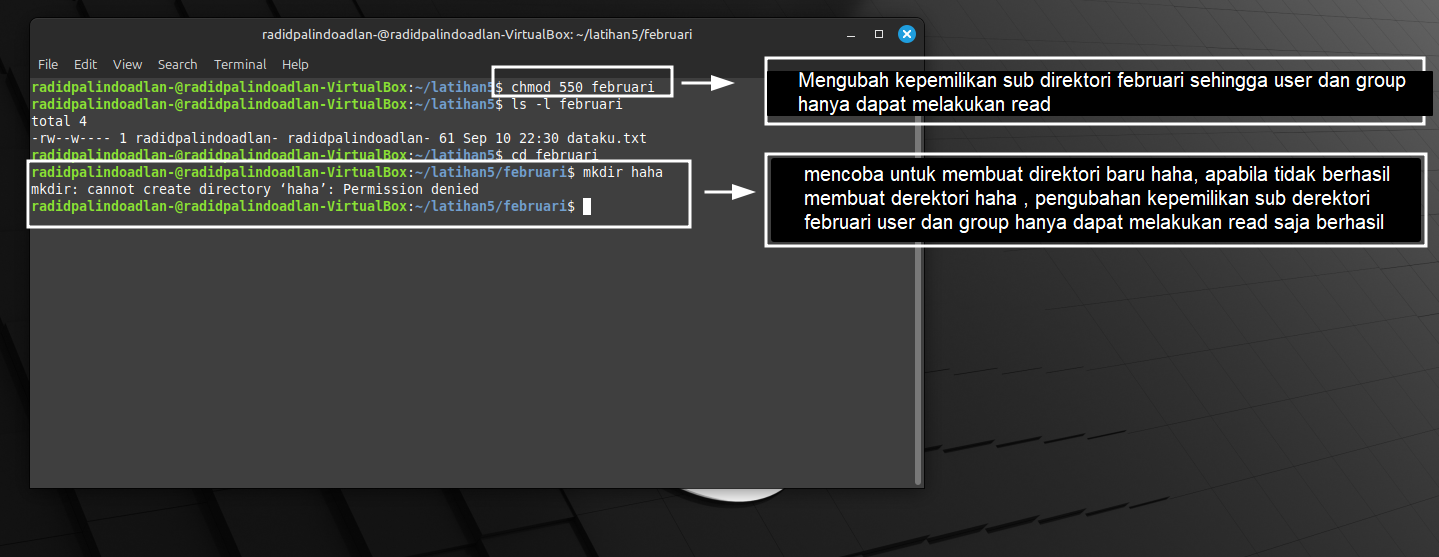 radidpalindoadlan-@radidpalindoadlan-VirtualBox: ~/latihan5/februari
File Edit View Search Terminal Help
radidpalindoadlan-@radidpalindoadlan-VirtualBox:~/latihan5$ chmod 550 februari
radidpalindoadlan-@radidpalindoadlan-VirtualBox:~/latihan5$ ls -l februari
total 4
-rw--w---- 1 radidpalindoadlan- radidpalindoadlan- 61 Sep 10 22:30 dataku.txt
radidpalindoadlan-@radidpalindoadlan-VirtualBox:~/latihan5$ cd februari
radidpalindoadlan-@radidpalindoadlan-VirtualBox:~/latihan5/februari$ mkdir haha
mkdir: cannot create directory ‘haha’: Permission denied
radidpalindoadlan-@radidpalindoadlan-VirtualBox:~/latihan5/februari$
Mengubah kepemilikan sub direktori februari sehingga user dan group
hanya dapat melakukan read
mencoba untuk membuat direktori baru haha, apabila tidak berhasil
membuat derektori haha , pengubahan kepemilikan sub derektori
februari user dan group hanya dapat melakukan read saja berhasil